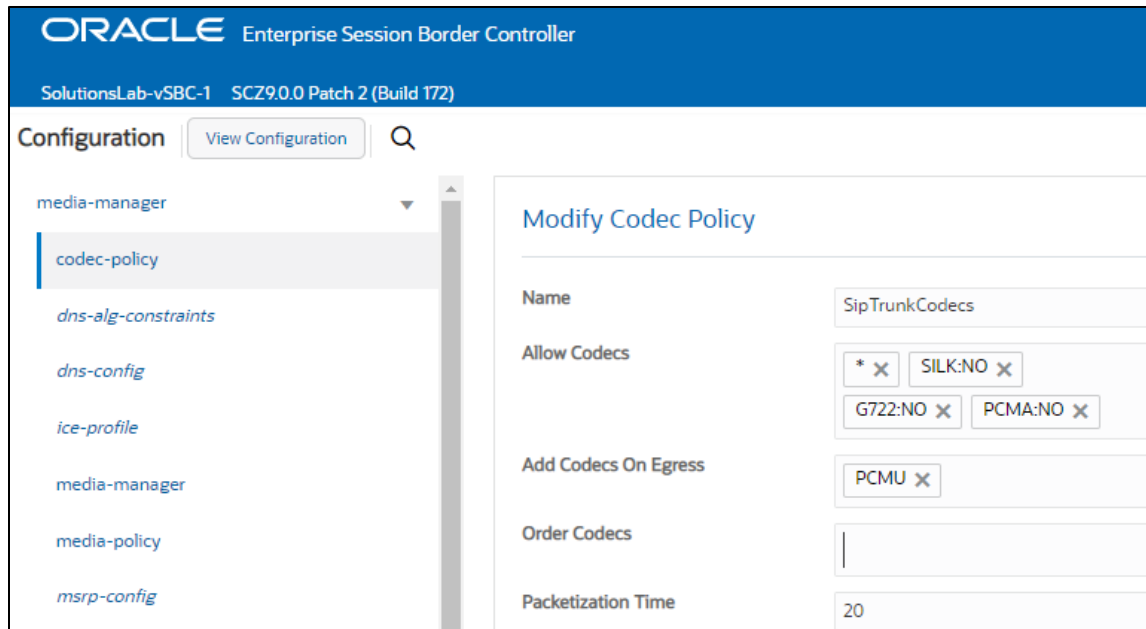 ORACLE Enterprise Session Border Controller
SolutionsLab-vSBC-1 SCZ9.0.0 Patch 2 (Build 172)
Configuration View Configuration
media-manager
codec-policy
dns-alg-constraints
dns-config
ice-profile
media-manager
media-policy
msrp-config
Modify Codec Policy
Name SipTrunkCodecs
Allow Codecs * SILK:NO
G722:NO PCMA:NO
Add Codecs On Egress PCMU
Order Codecs
Packetization Time 20